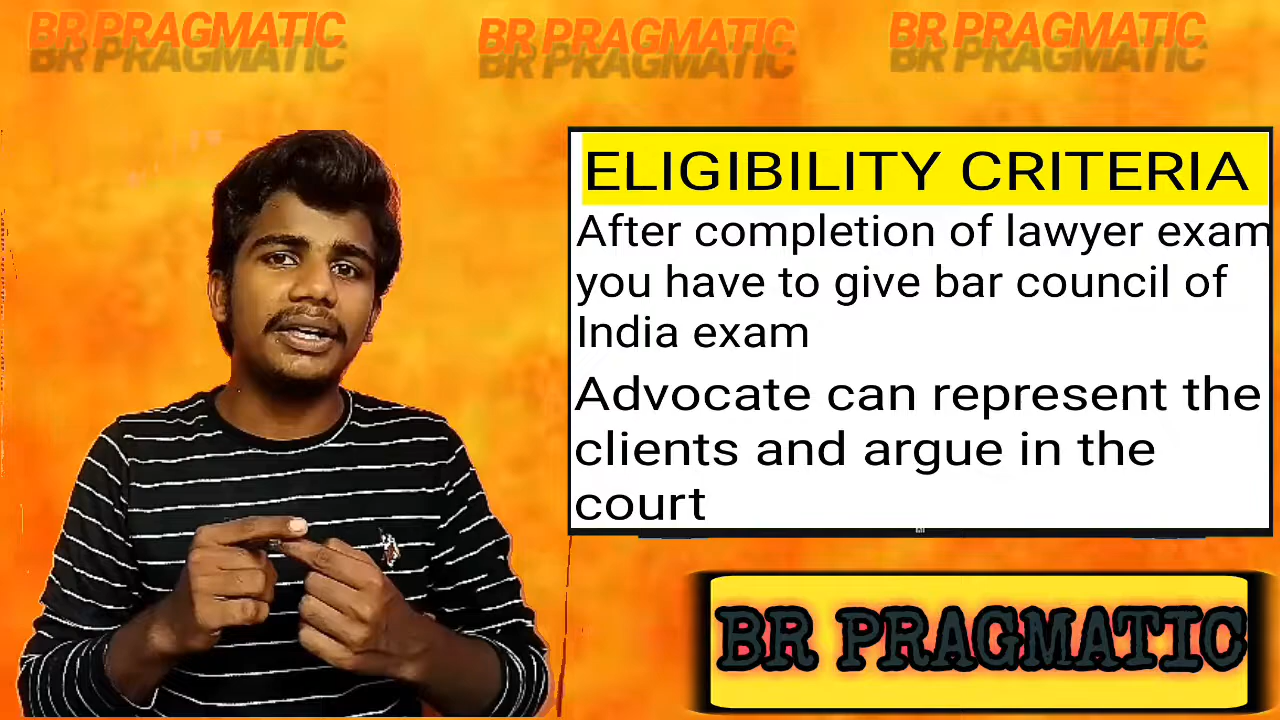 BR PRAGMATIC BR PRAGMATIC BR PRAGMATIC
ELIGIBILITY CRITERIA
After completion of lawyer exam
you have to give bar council of
India exam
Advocate can represent the
clients and argue in the
court
BR PRAGMATIC